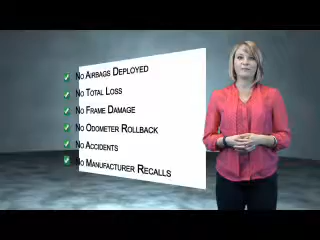 No Airbags Deployed
No Total Loss
No Frame Damage
No Odometer Rollback
No Accidents
No Manufacturer Recalls